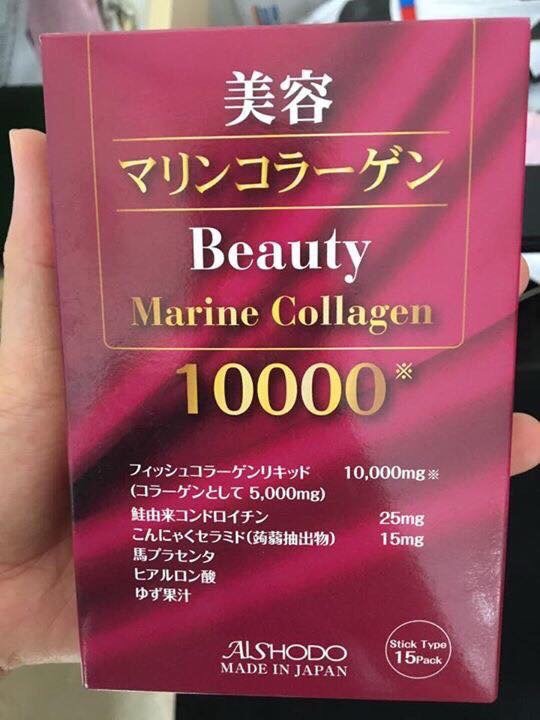 美容
マリンコラーゲン
Beauty
Marine Collagen
10000※
フィッシュコラーゲンリキッド 10,000mg※
(コラーゲンとして 5,000mg)
鮭由来コンドロイチン 25mg
こんにゃくセラミド(蒟蒻抽出物) 15mg
馬プラセンタ
ヒアルロン酸
ゆず果汁
AISHODO
MADE IN JAPAN
Stick Type
15Pack